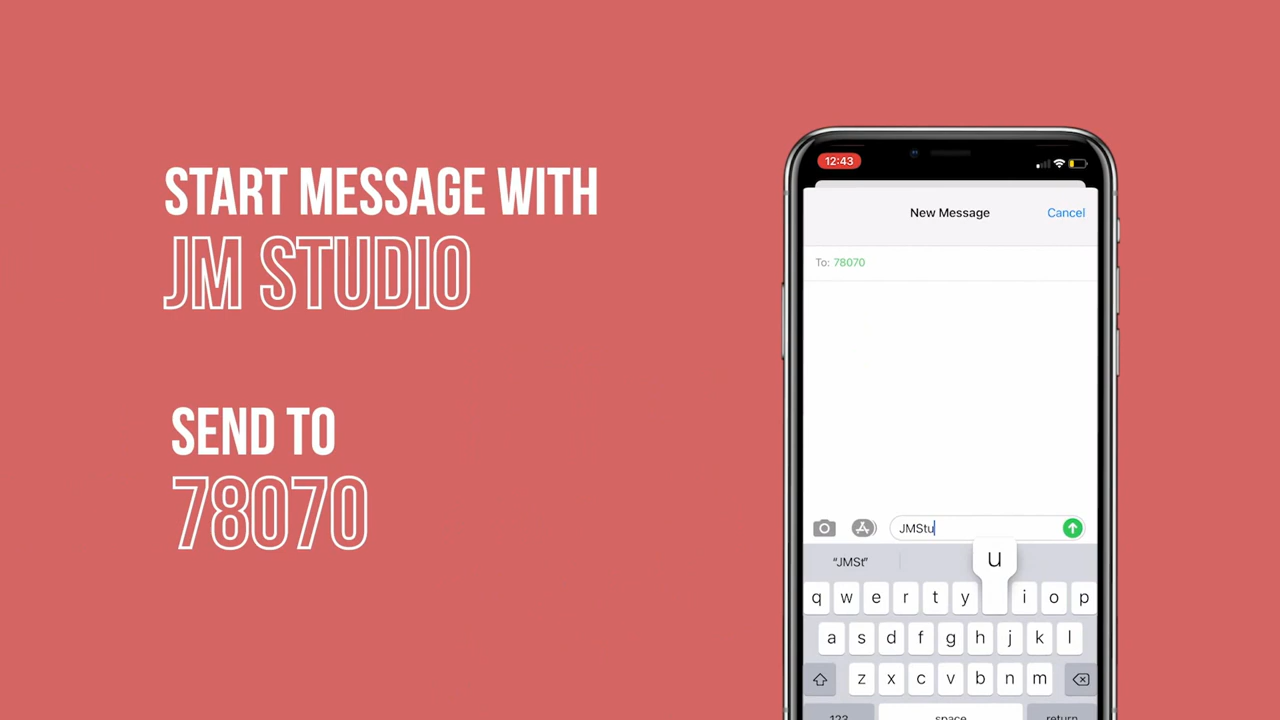 START MESSAGE WITH
JM STUDIO
SEND TO
78070
12:43
New Message
Cancel
To: 78070
JMStu
“JMSt”
u
q w e r t y i o p
a s d f g h j k l
z x c v b n m
123 space return